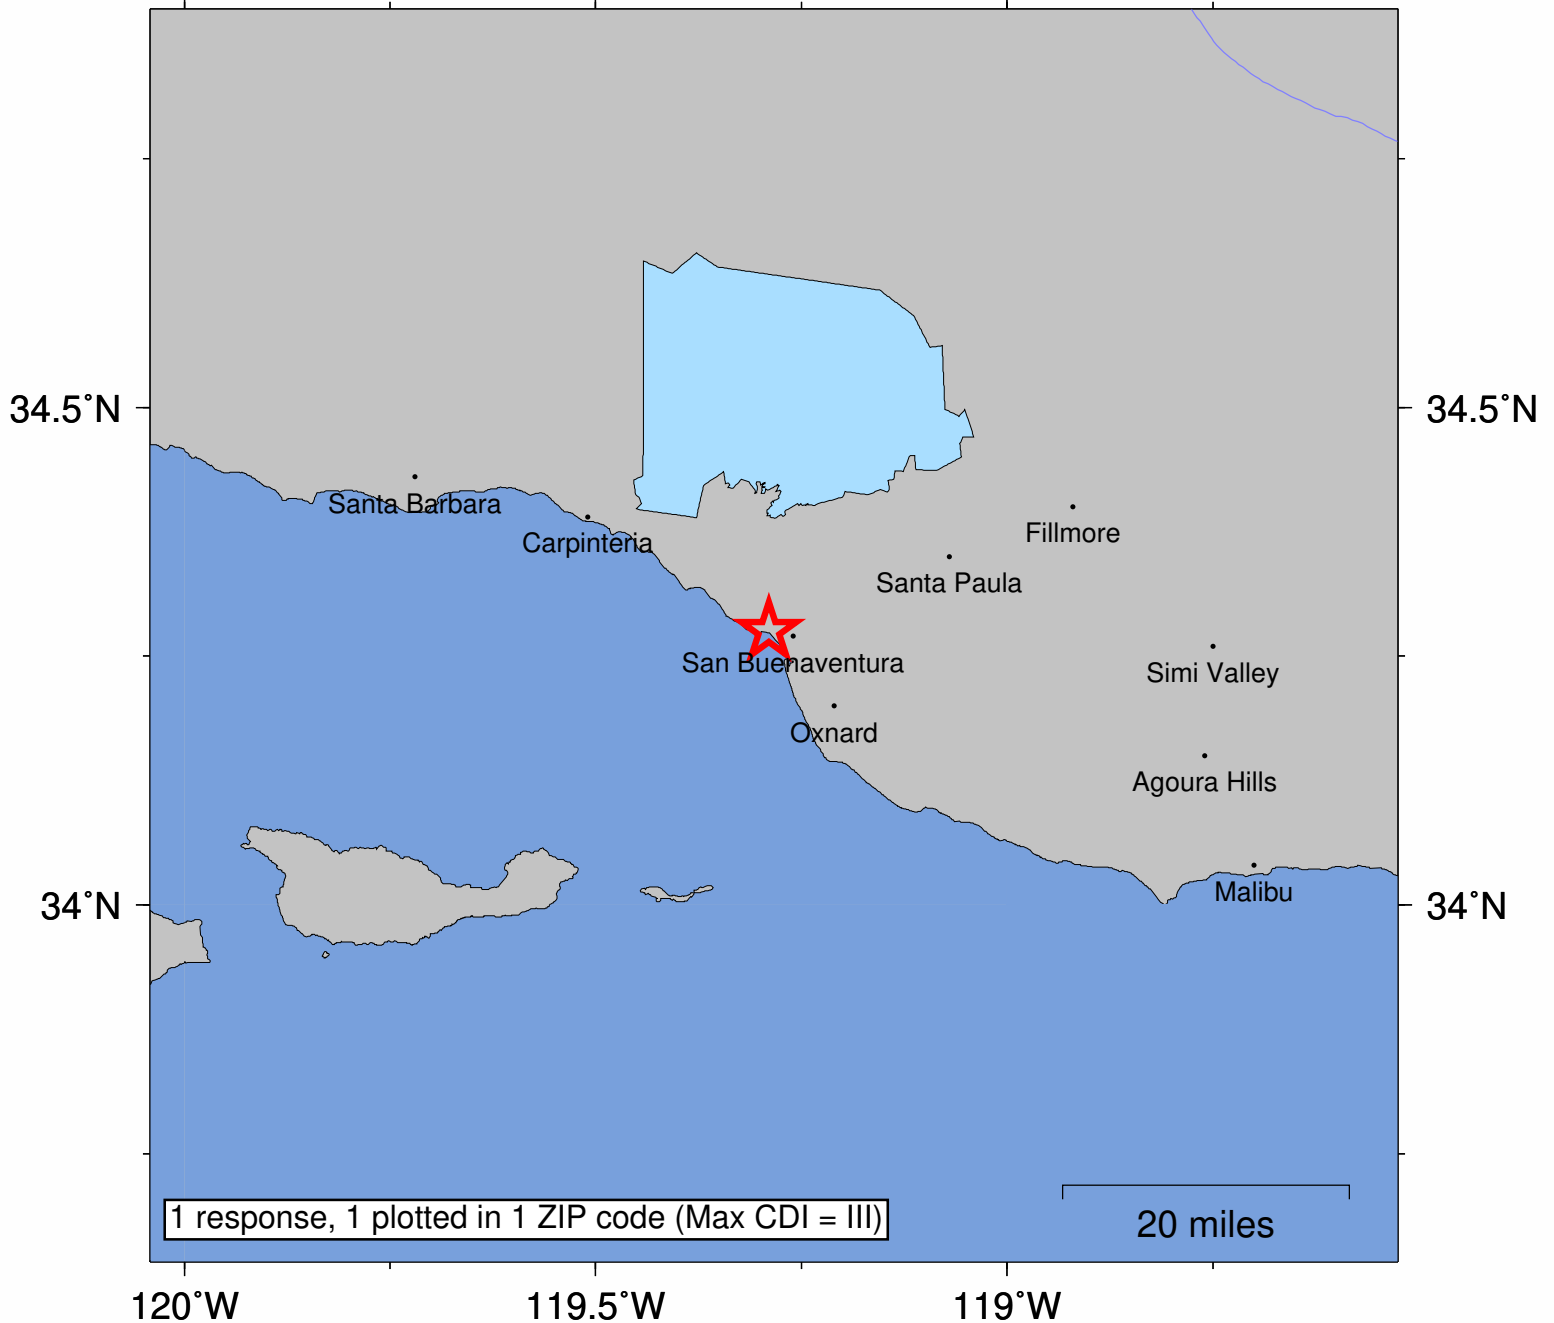 34.5˚N
34.5˚N
Santa Barbara
Carpinteria
Fillmore
Santa Paula
San Buenaventura
Simi Valley
Oxnard
Agoura Hills
Malibu
34˚N
34˚N
1 response, 1 plotted in 1 ZIP code (Max CDI = III)
20 miles
120˚W
119.5˚W
119˚W